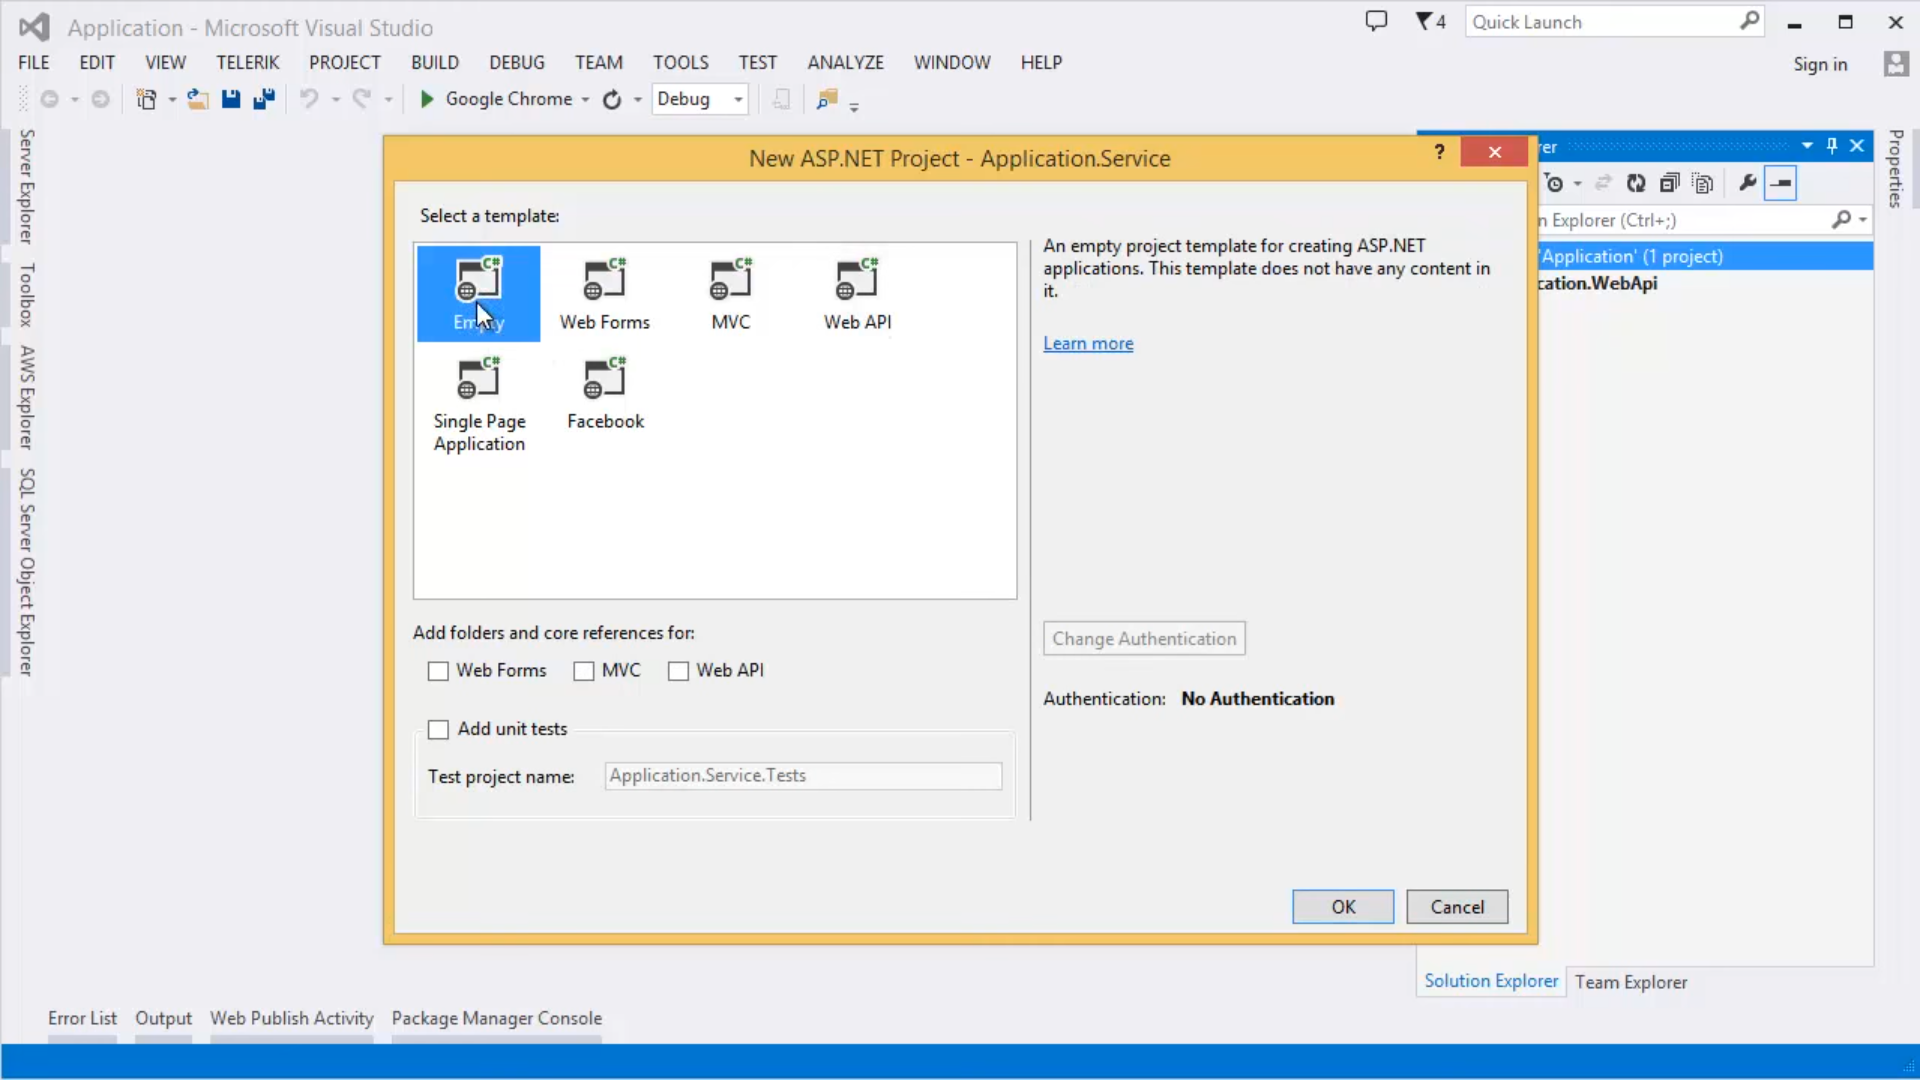 Application - Microsoft Visual Studio
4
Quick Launch
FILE EDIT VIEW TELERIK PROJECT BUILD DEBUG TEAM TOOLS TEST ANALYZE WINDOW HELP
Sign in
Google Chrome
Debug
Server Explorer
Toolbox
AWS Explorer
SQL Server Object Explorer
New ASP.NET Project - Application.Service
?
Select a template:
C#
Empty
C#
Web Forms
C#
MVC
C#
Web API
C#
Single Page
Application
C#
Facebook
An empty project template for creating ASP.NET
applications. This template does not have any content in
it.
Learn more
Add folders and core references for:
Web Forms MVC Web API
Add unit tests
Test project name: Application.Service.Tests
Change Authentication
Authentication: No Authentication
OK Cancel
rer
n Explorer (Ctrl+;)
'Application' (1 project)
cation.WebApi
Properties
Solution Explorer Team Explorer
Error List Output Web Publish Activity Package Manager Console